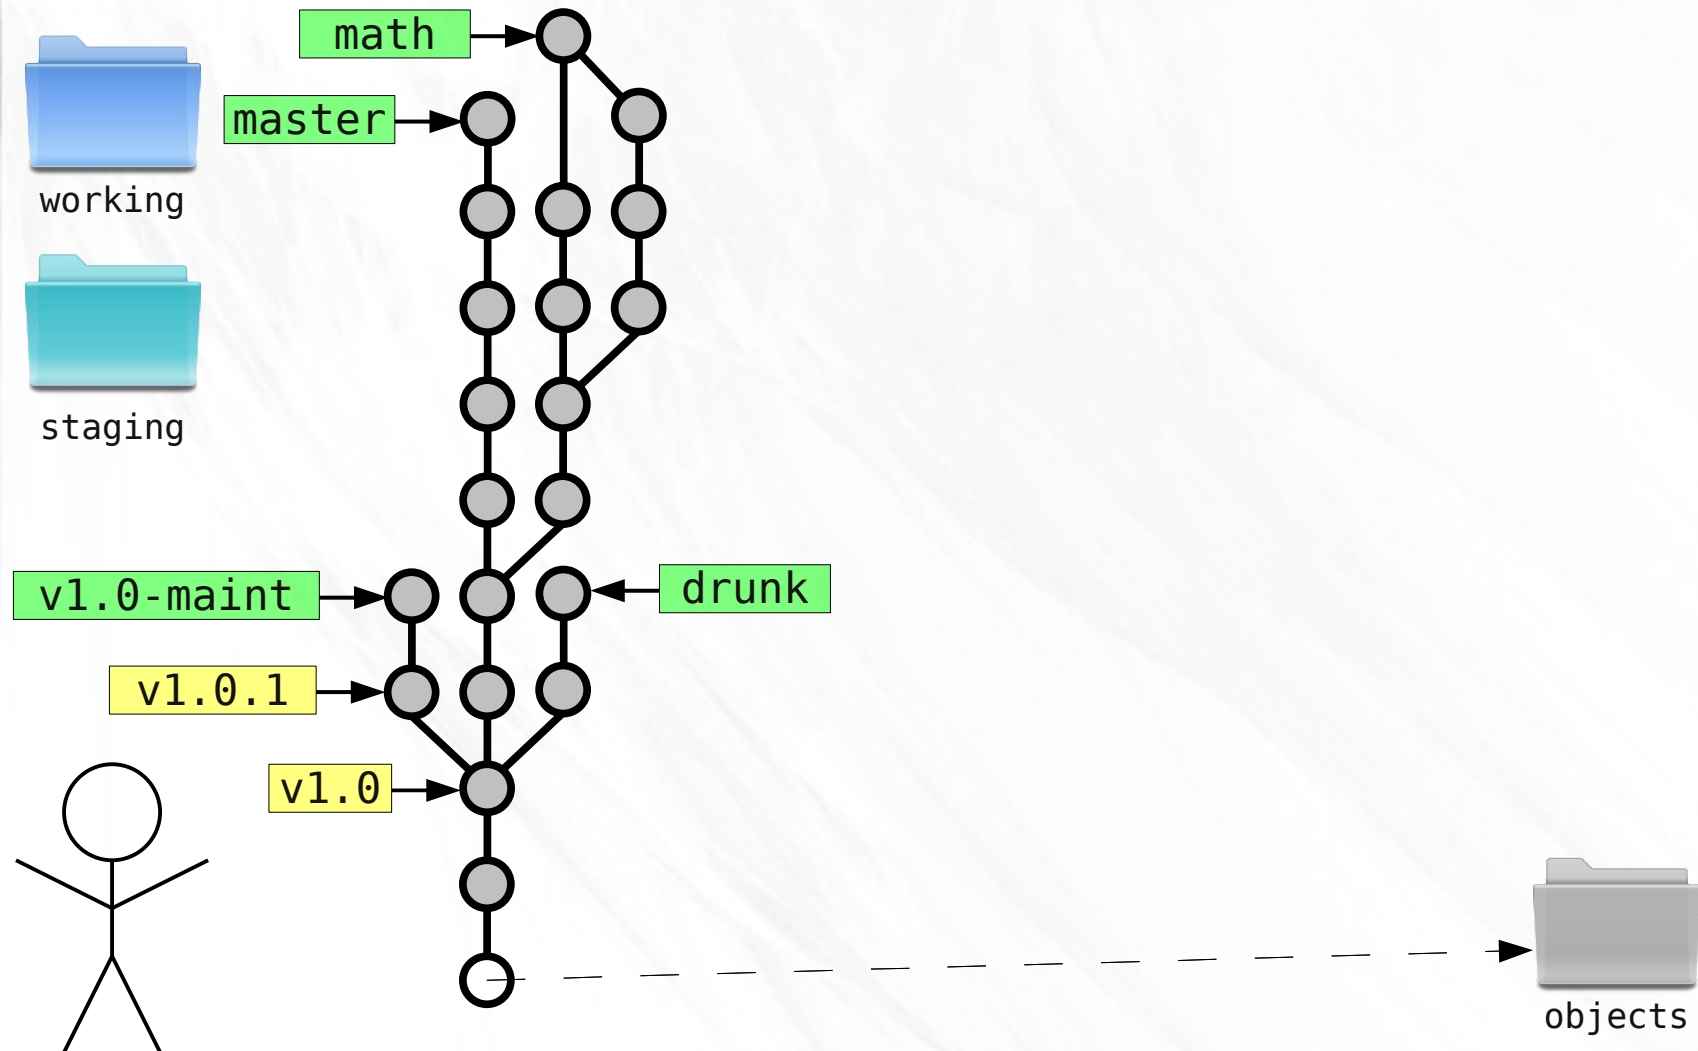 math
master
working
staging
v1.0-maint
drunk
v1.0.1
v1.0
objects